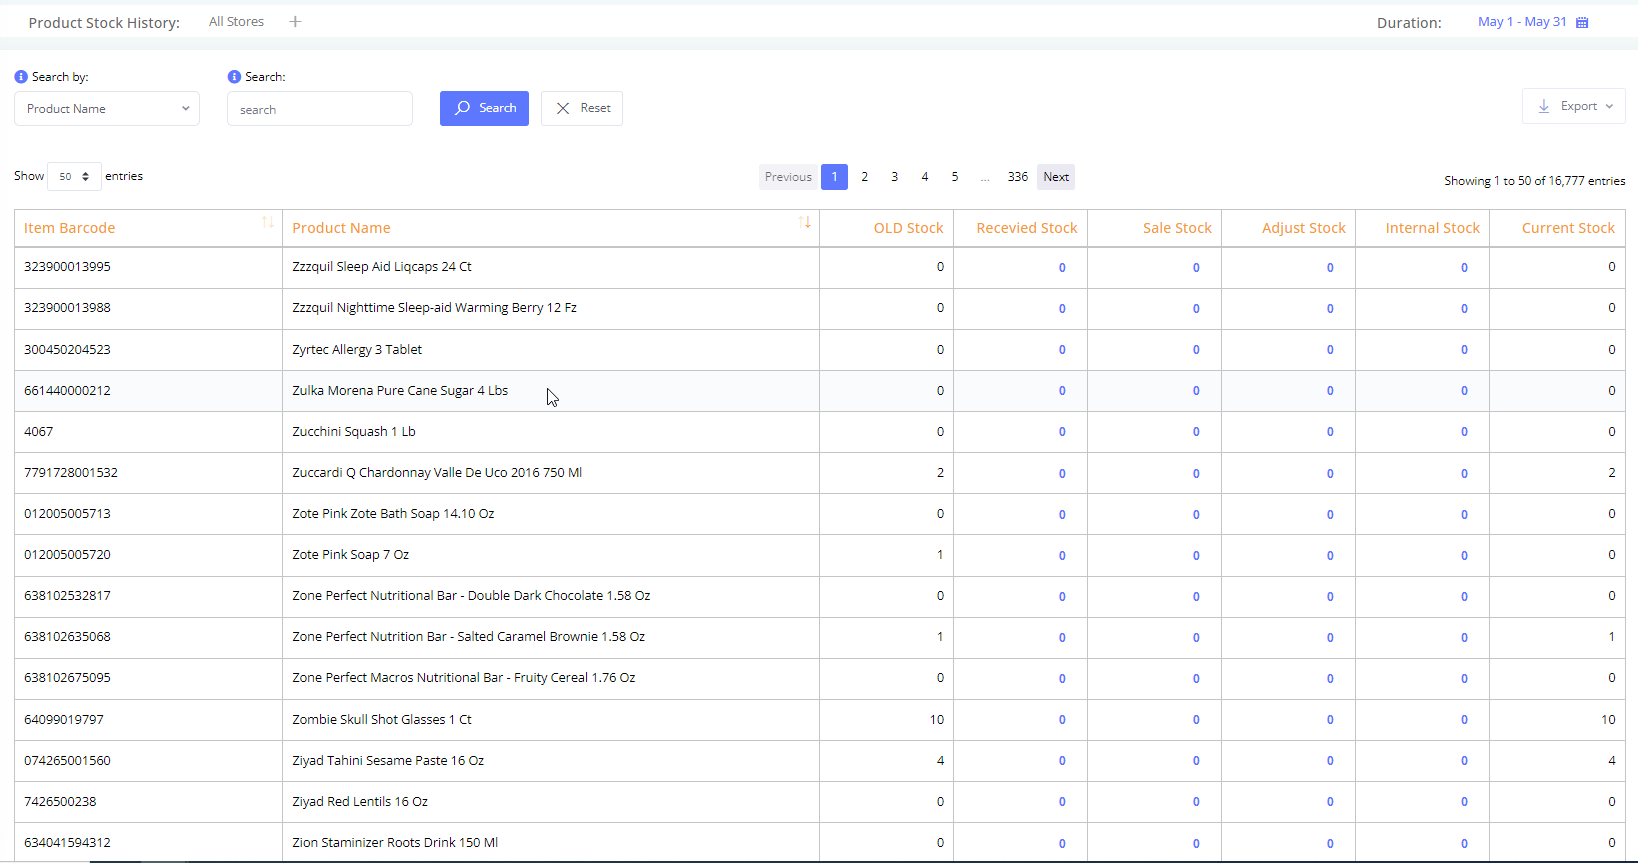 Product Stock History: All Stores Duration: May 1 - May 31
Search by: Search:
Product Name search Search Reset Export
Show 50 entries Previous 1 2 3 4 5 ... 336 Next Showing 1 to 50 of 16,777 entries
Item Barcode Product Name OLD Stock Recevied Stock Sale Stock Adjust Stock Internal Stock Current Stock
323900013995 Zzzquil Sleep Aid Liqcaps 24 Ct 0 0 0 0 0 0
323900013988 Zzzquil Nighttime Sleep-aid Warming Berry 12 Fz 0 0 0 0 0 0
300450204523 Zyrtec Allergy 3 Tablet 0 0 0 0 0 0
661440000212 Zulka Morena Pure Cane Sugar 4 Lbs 0 0 0 0 0 0
4067 Zucchini Squash 1 Lb 0 0 0 0 0 0
7791728001532 Zuccardi Q Chardonnay Valle De Uco 2016 750 Ml 2 0 0 0 0 2
012005005713 Zote Pink Zote Bath Soap 14.10 Oz 0 0 0 0 0 0
012005005720 Zote Pink Soap 7 Oz 1 0 0 0 0 0
638102532817 Zone Perfect Nutritional Bar - Double Dark Chocolate 1.58 Oz 0 0 0 0 0 0
638102635068 Zone Perfect Nutrition Bar - Salted Caramel Brownie 1.58 Oz 1 0 0 0 0 1
638102675095 Zone Perfect Macros Nutritional Bar - Fruity Cereal 1.76 Oz 0 0 0 0 0 0
64099019797 Zombie Skull Shot Glasses 1 Ct 10 0 0 0 0 10
074265001560 Ziyad Tahini Sesame Paste 16 Oz 4 0 0 0 0 4
7426500238 Ziyad Red Lentils 16 Oz 0 0 0 0 0 0
634041594312 Zion Staminizer Roots Drink 150 Ml 0 0 0 0 0 0